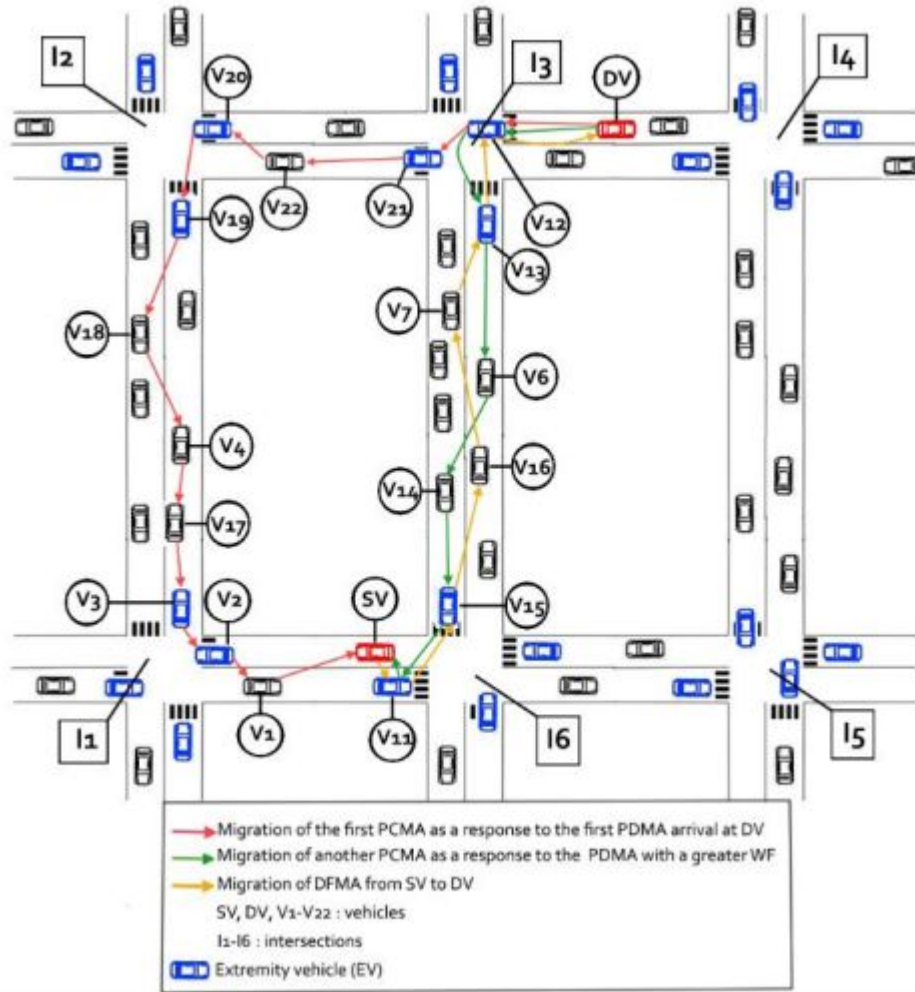 I2
V20
I3
DV
I4
V22
V21
V12
V19
V13
V7
V18
V6
V4
V16
V14
V17
V3
V2
SV
V15
I1
V1
V11
I6
I5
Migration of the first PCMA as a response to the first PDMA arrival at DV
Migration of another PCMA as a response to the PDMA with a greater WF
Migration of DFMA from SV to DV
SV, DV, V1-V22 : vehicles
I1-I6 : intersections
Extremity vehicle (EV)